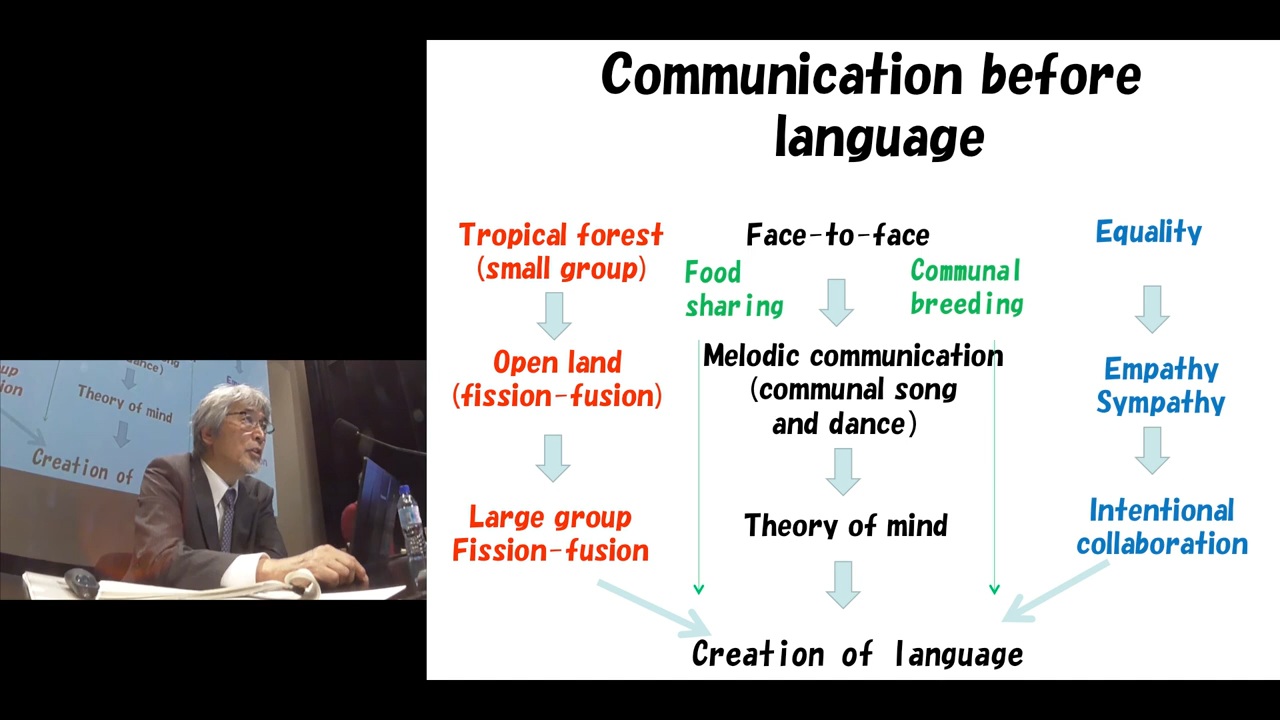 Communication before
language
Tropical forest
(small group)
Face-to-face
Equality
Food
sharing
Communal
breeding
Open land
(fission-fusion)
Melodic communication
(communal song
and dance)
Empathy
Sympathy
Large group
Fission-fusion
Theory of mind
Intentional
collaboration
Creation of language
dance)
Theory of mind
Creation of